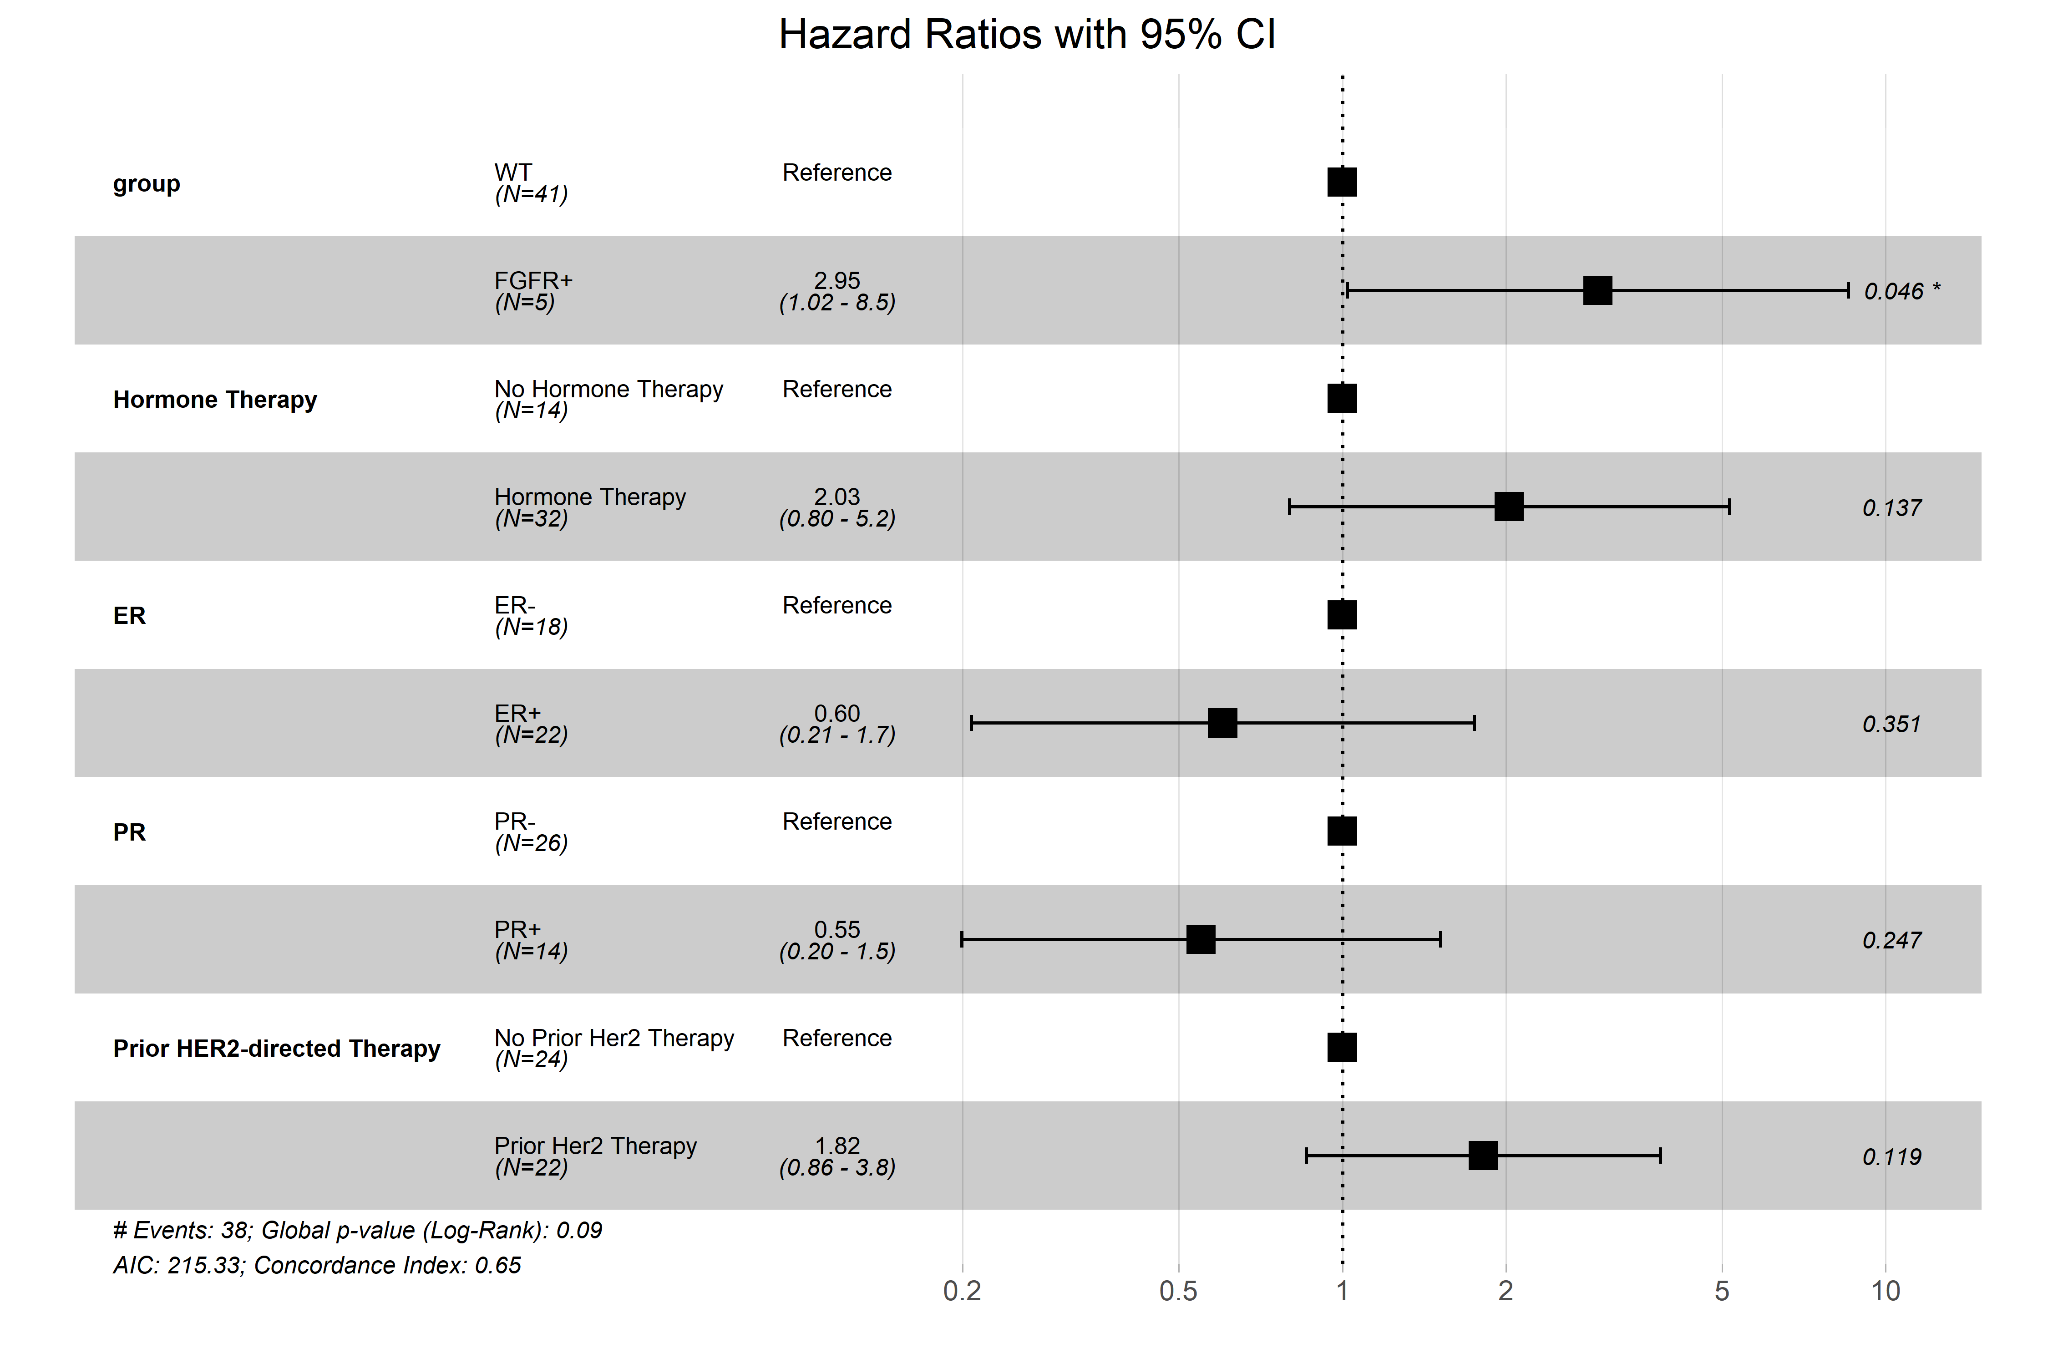 Hazard Ratios with 95% CI
group WT Reference
(N=41)
FGFR+ 2.95
(N=5) (1.02 - 8.5) 0.046 *
Hormone Therapy No Hormone Therapy Reference
(N=14)
Hormone Therapy 2.03
(N=32) (0.80 - 5.2) 0.137
ER ER- Reference
(N=18)
ER+ 0.60
(N=22) (0.21 - 1.7) 0.351
PR PR- Reference
(N=26)
PR+ 0.55
(N=14) (0.20 - 1.5) 0.247
Prior HER2-directed Therapy No Prior Her2 Therapy Reference
(N=24)
Prior Her2 Therapy 1.82
(N=22) (0.86 - 3.8) 0.119
# Events: 38; Global p-value (Log-Rank): 0.09
AIC: 215.33; Concordance Index: 0.65
0.2 0.5 1 2 5 10